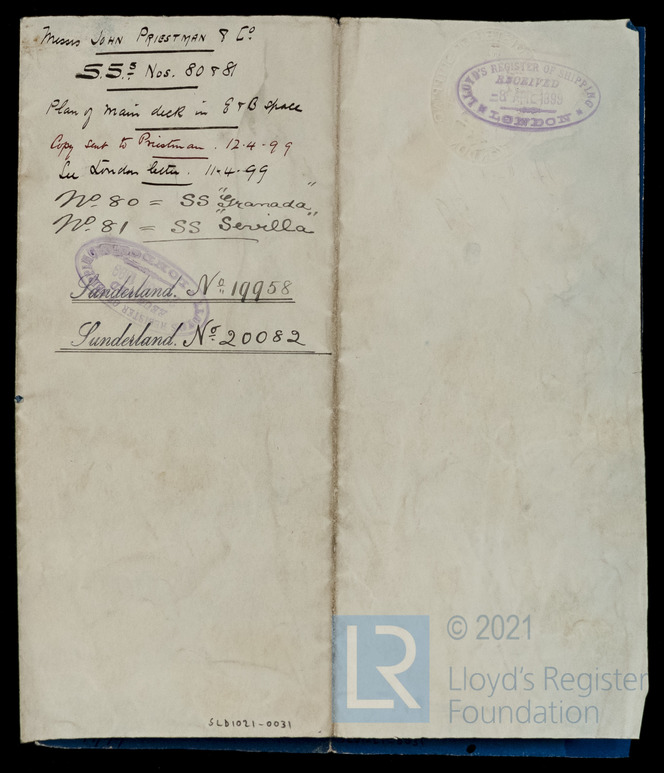 Messrs JOHN PRIESTMAN & Co
S.S.s Nos. 80 & 81
Plan of main deck in E & B space
Copy sent to Priestman. 12-4-99
See London letter. 11-4-99
No. 80 = SS "Granada"
No. 81 = SS "Sevilla"
Sunderland. No. 19958
Sunderland. No. 20082
LLOYD'S REGISTER OF SHIPPING
RECEIVED
LONDON
SLD1021-0031
LR
© 2021
Lloyd's Register
Foundation